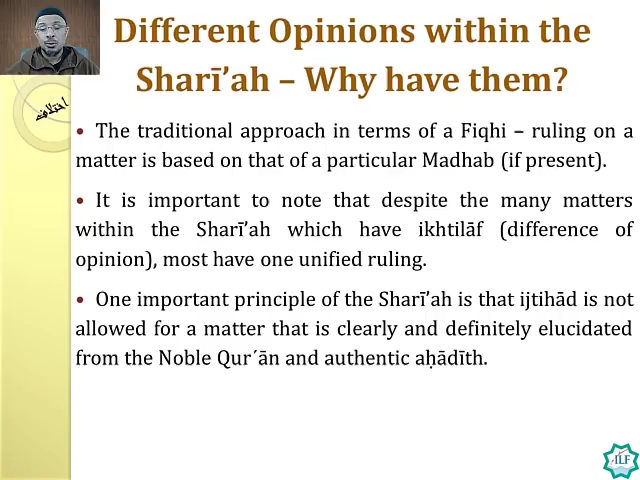 Different Opinions within the
Sharī’ah – Why have them?
اختلاف
• The traditional approach in terms of a Fiqhi – ruling on a
matter is based on that of a particular Madhab (if present).
• It is important to note that despite the many matters
within the Sharī’ah which have ikhtilāf (difference of
opinion), most have one unified ruling.
• One important principle of the Sharī’ah is that ijtihād is not
allowed for a matter that is clearly and definitely elucidated
from the Noble Qur´ān and authentic aḥādīth.
ILF